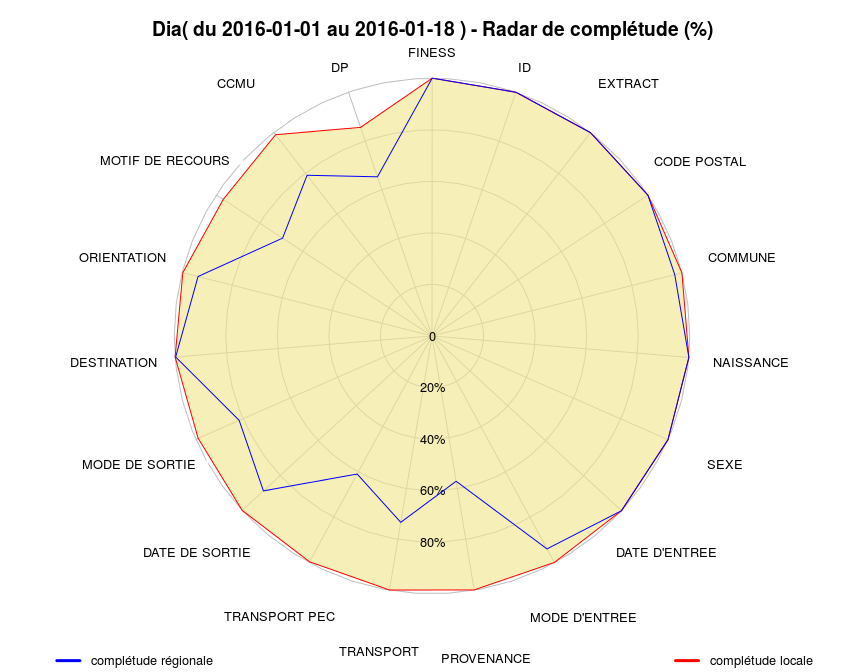 Dia( du 2016-01-01 au 2016-01-18 ) - Radar de complétude (%)
FINESS
DP
ID
CCMU
EXTRACT
MOTIF DE RECOURS
CODE POSTAL
ORIENTATION
COMMUNE
0
DESTINATION
NAISSANCE
20%
40%
MODE DE SORTIE
SEXE
60%
80%
DATE DE SORTIE
DATE D'ENTREE
TRANSPORT PEC
MODE D'ENTREE
TRANSPORT
PROVENANCE
complétude régionale
complétude locale